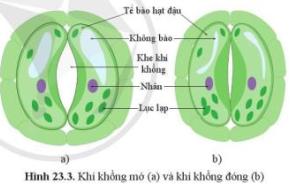 Tế bào hạt đậu
Không bào
Khe khí
khổng
Nhân
Lục lạp
a)
b)
Hình 23.3. Khí khổng mở (a) và khí khổng đóng (b)